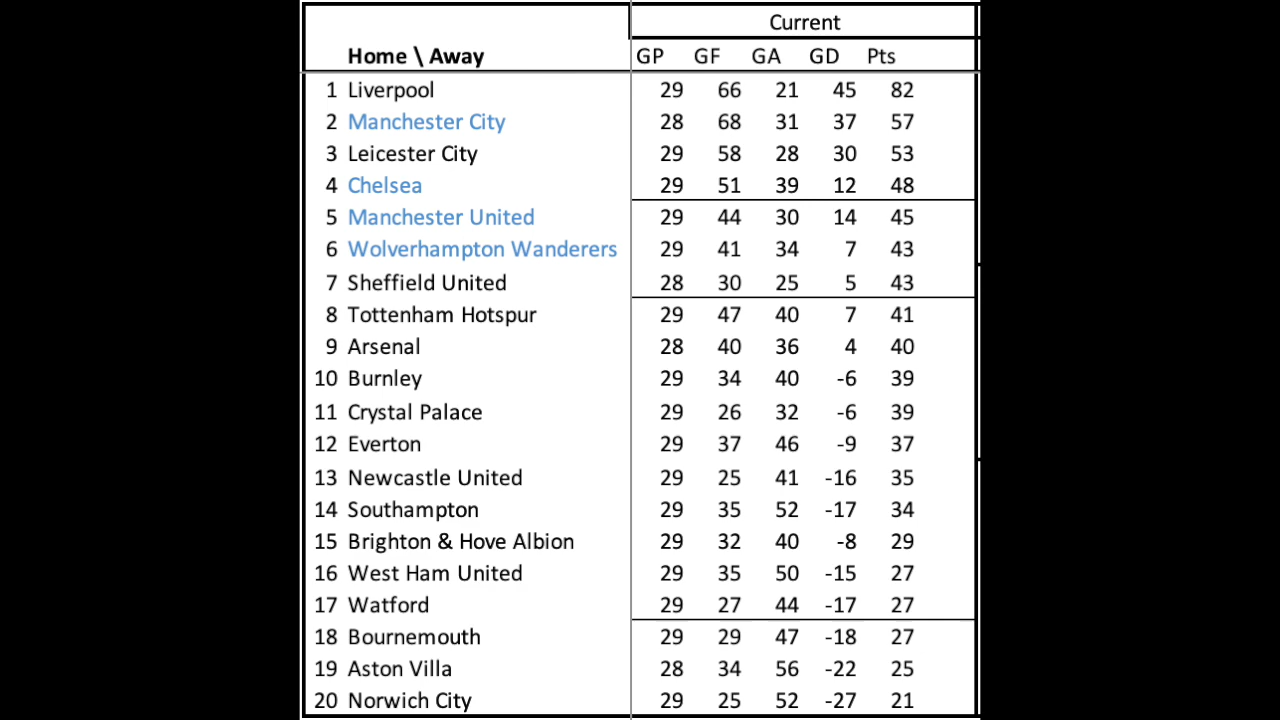 Current
Home \ Away GP GF GA GD Pts
1 Liverpool 29 66 21 45 82
2 Manchester City 28 68 31 37 57
3 Leicester City 29 58 28 30 53
4 Chelsea 29 51 39 12 48
5 Manchester United 29 44 30 14 45
6 Wolverhampton Wanderers 29 41 34 7 43
7 Sheffield United 28 30 25 5 43
8 Tottenham Hotspur 29 47 40 7 41
9 Arsenal 28 40 36 4 40
10 Burnley 29 34 40 -6 39
11 Crystal Palace 29 26 32 -6 39
12 Everton 29 37 46 -9 37
13 Newcastle United 29 25 41 -16 35
14 Southampton 29 35 52 -17 34
15 Brighton & Hove Albion 29 32 40 -8 29
16 West Ham United 29 35 50 -15 27
17 Watford 29 27 44 -17 27
18 Bournemouth 29 29 47 -18 27
19 Aston Villa 28 34 56 -22 25
20 Norwich City 29 25 52 -27 21